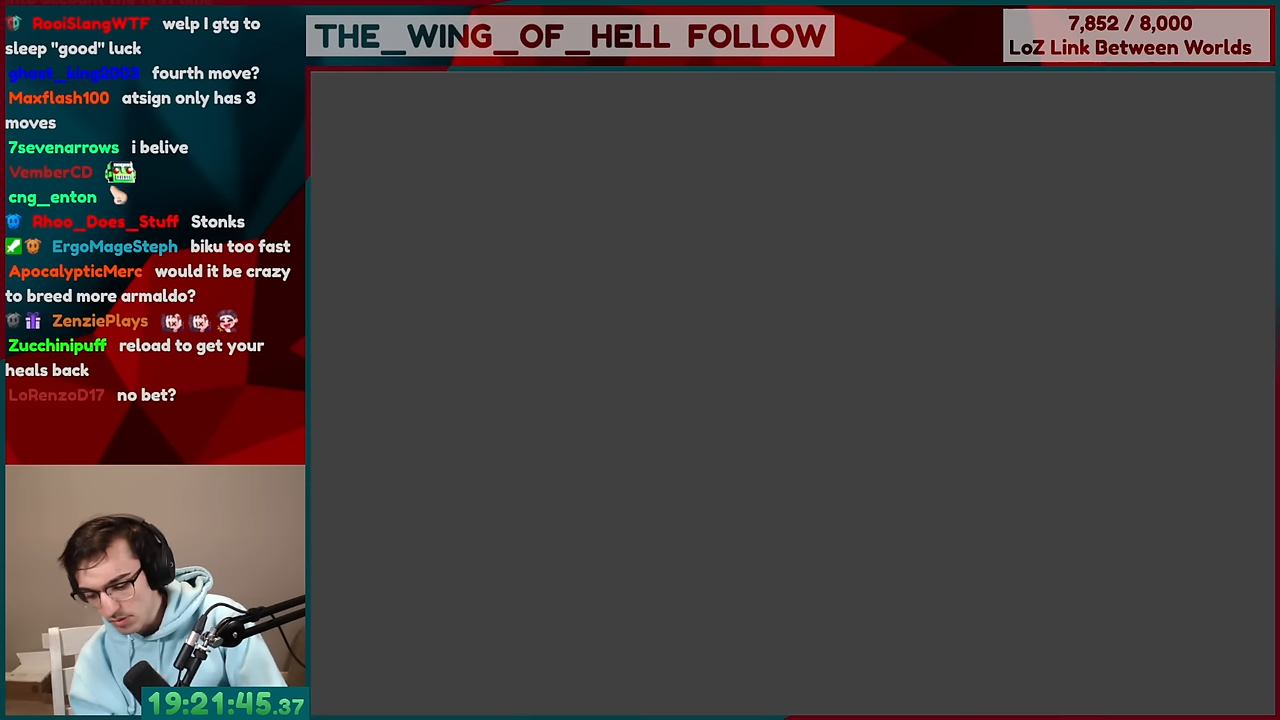 RooiSlangWTF welp I gtg to
sleep "good" luck
ghost_king2003 fourth move?
Maxflash100 atsign only has 3
moves
7sevenarrows i belive
VemberCD
cng_enton
Rhoo_Does_Stuff Stonks
ErgoMageSteph biku too fast
ApocalypticMerc would it be crazy
to breed more armaldo?
ZenziePlays
Zucchinipuff reload to get your
heals back
LoRenzoD17 no bet?
THE_WING_OF_HELL FOLLOW
7,852 / 8,000
LoZ Link Between Worlds
19:21:45.37